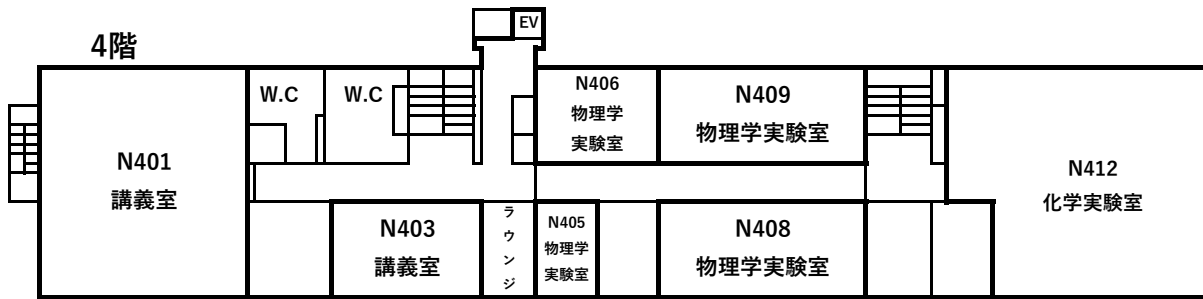 EV
4階
W.C
W.C
N406
物理学
実験室
N409
物理学実験室
N401
講義室
N412
化学実験室
N403
講義室
ラウンジ
N405
物理学
実験室
N408
物理学実験室